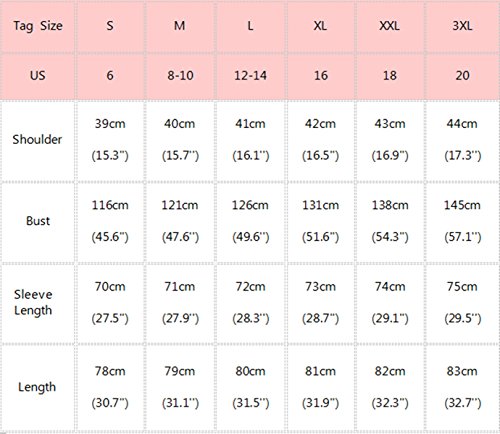 Tag Size S M L XL XXL 3XL
US 6 8-10 12-14 16 18 20
Shoulder 39cm 40cm 41cm 42cm 43cm 44cm
(15.3'') (15.7'') (16.1'') (16.5'') (16.9'') (17.3'')
Bust 116cm 121cm 126cm 131cm 138cm 145cm
(45.6'') (47.6'') (49.6'') (51.6'') (54.3'') (57.1'')
Sleeve Length 70cm 71cm 72cm 73cm 74cm 75cm
(27.5'') (27.9'') (28.3'') (28.7'') (29.1'') (29.5'')
Length 78cm 79cm 80cm 81cm 82cm 83cm
(30.7'') (31.1'') (31.5'') (31.9'') (32.3'') (32.7'')